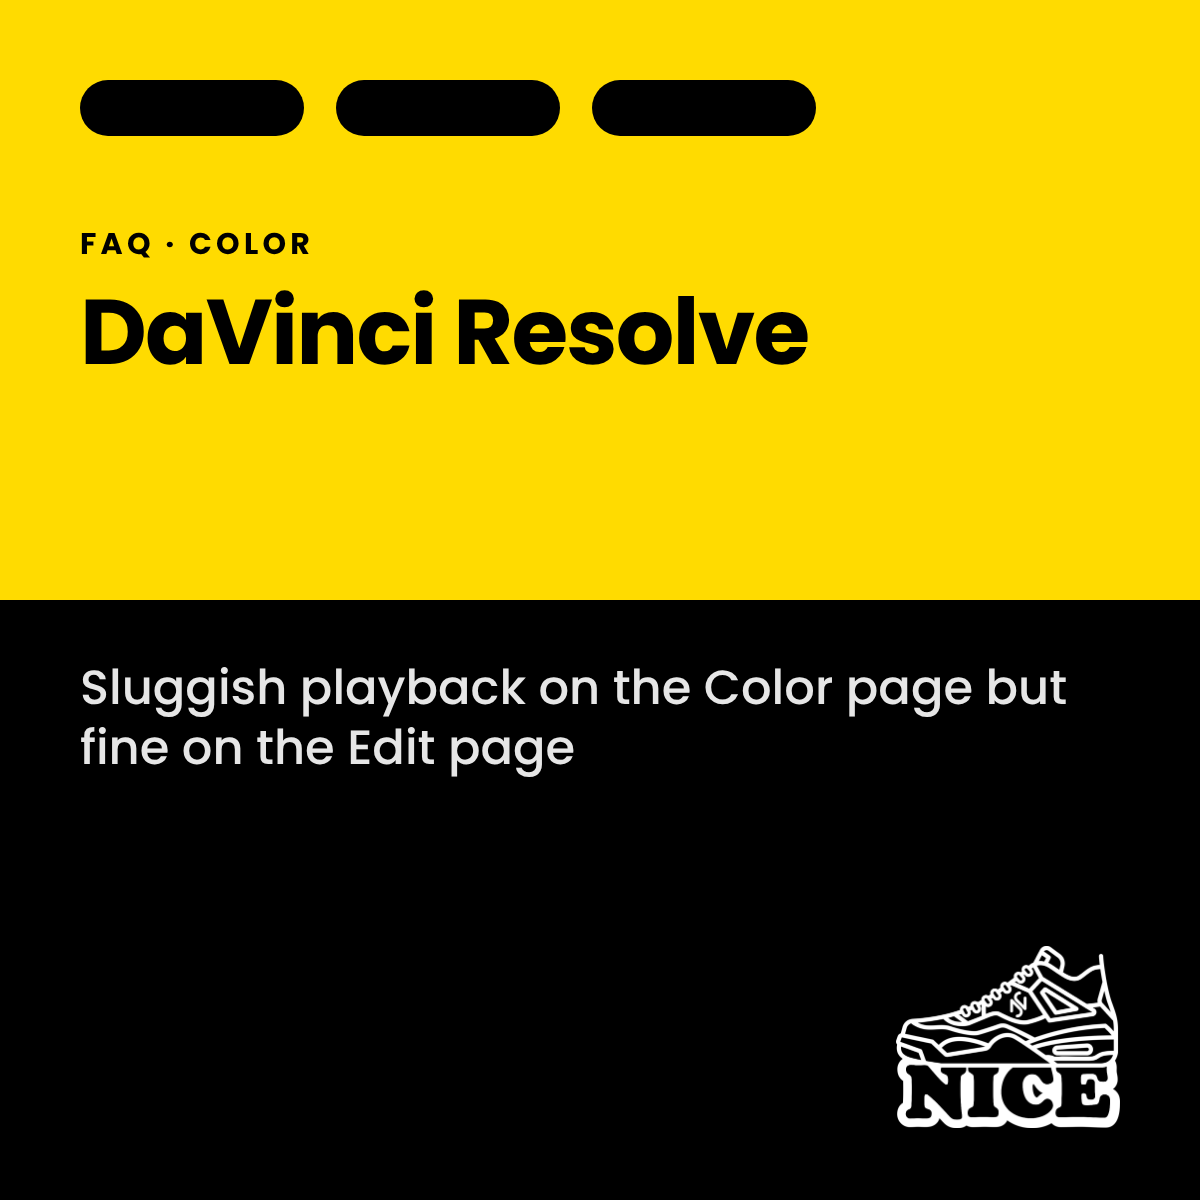 FAQ · COLOR
DaVinci Resolve
Sluggish playback on the Color page but
fine on the Edit page
NICE